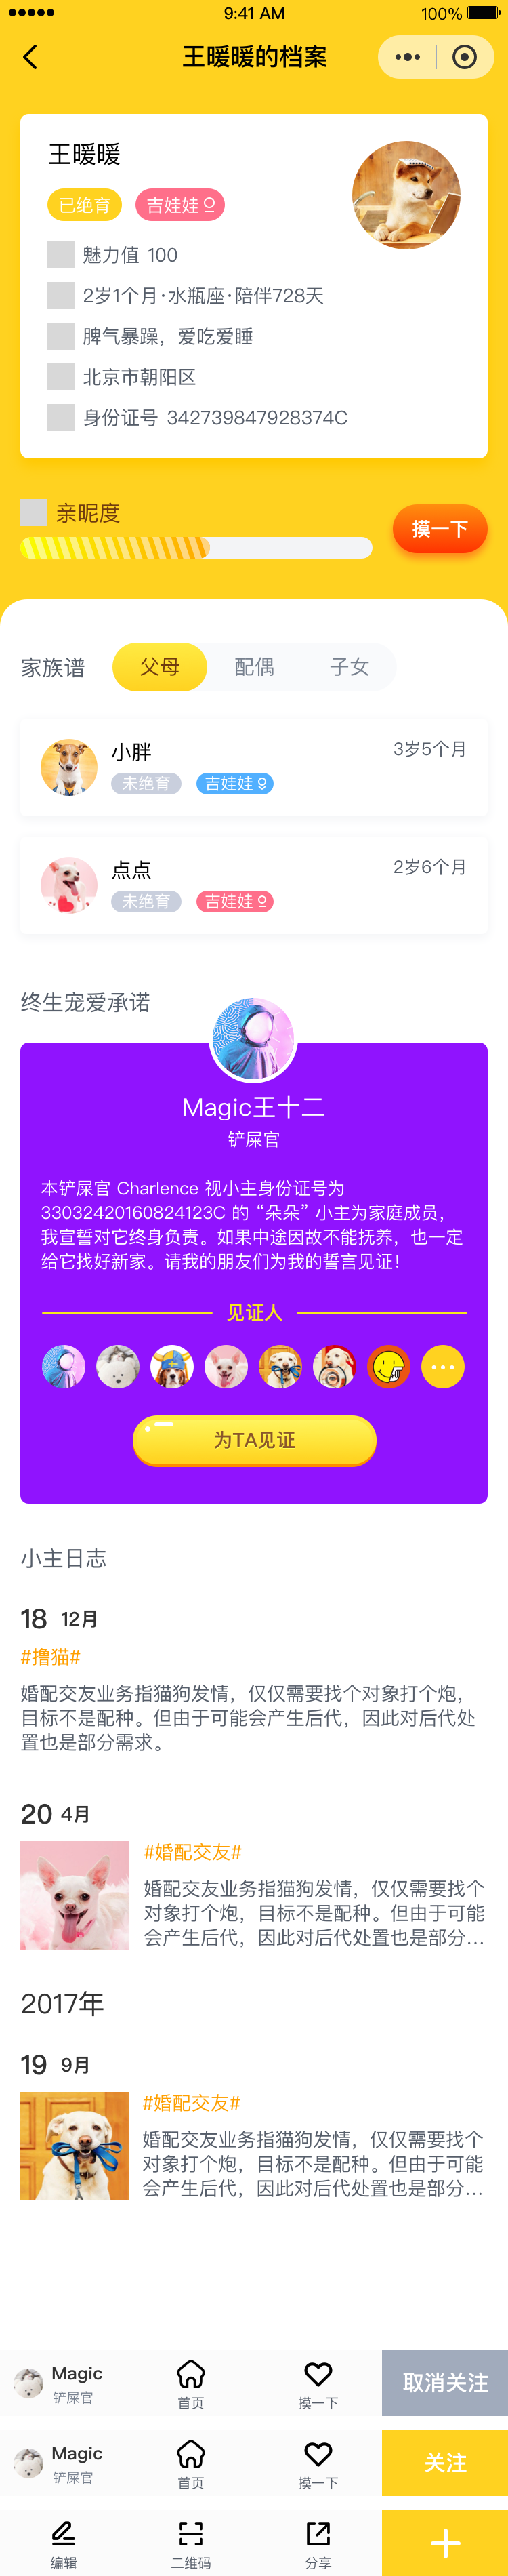 9:41 AM
100%
王暖暖的档案
王暖暖
已绝育 吉娃娃
魅力值 100
2岁1个月·水瓶座·陪伴728天
脾气暴躁，爱吃爱睡
北京市朝阳区
身份证号 342739847928374C
亲昵度
摸一下
家族谱 父母 配偶 子女
小胖 3岁5个月
未绝育 吉娃娃
点点 2岁6个月
未绝育 吉娃娃
终生宠爱承诺
Magic王十二
铲屎官
本铲屎官 Charlence 视小主身份证号为
33032420160824123C 的 “朵朵” 小主为家庭成员，
我宣誓对它终身负责。如果中途因故不能抚养，也一定
给它找好新家。请我的朋友们为我的誓言见证！
见证人
为TA见证
小主日志
18 12月
#撸猫#
婚配交友业务指猫狗发情，仅仅需要找个对象打个炮，
目标不是配种。但由于可能会产生后代，因此对后代处
置也是部分需求。
20 4月
#婚配交友#
婚配交友业务指猫狗发情，仅仅需要找个
对象打个炮，目标不是配种。但由于可能
会产生后代，因此对后代处置也是部分...
2017年
19 9月
#婚配交友#
婚配交友业务指猫狗发情，仅仅需要找个
对象打个炮，目标不是配种。但由于可能
会产生后代，因此对后代处置也是部分...
Magic
铲屎官 首页 摸一下 取消关注
Magic
铲屎官 首页 摸一下 关注
编辑 二维码 分享